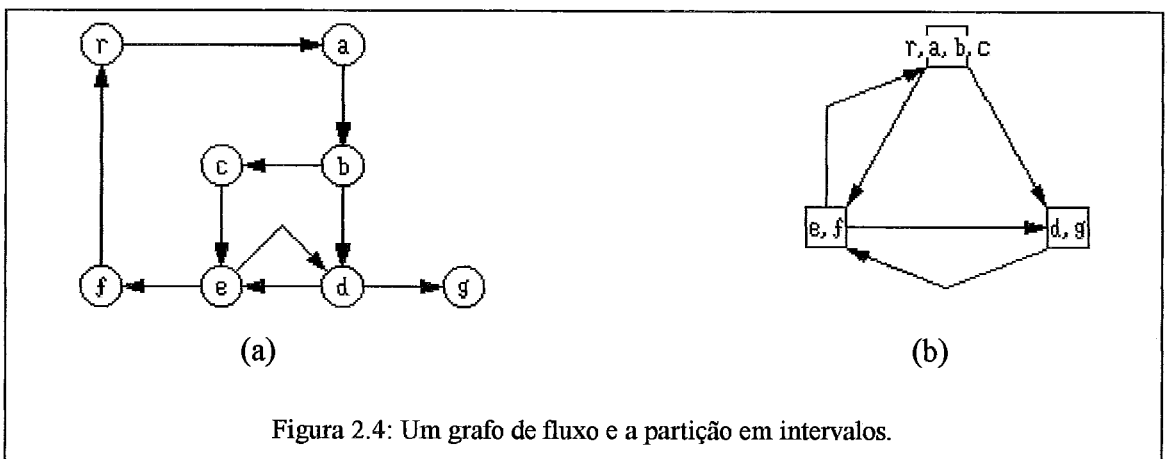 r a
r, a, b, c
c b
e, f d, g
f e d g
(a) (b)
Figura 2.4: Um grafo de fluxo e a partição em intervalos.